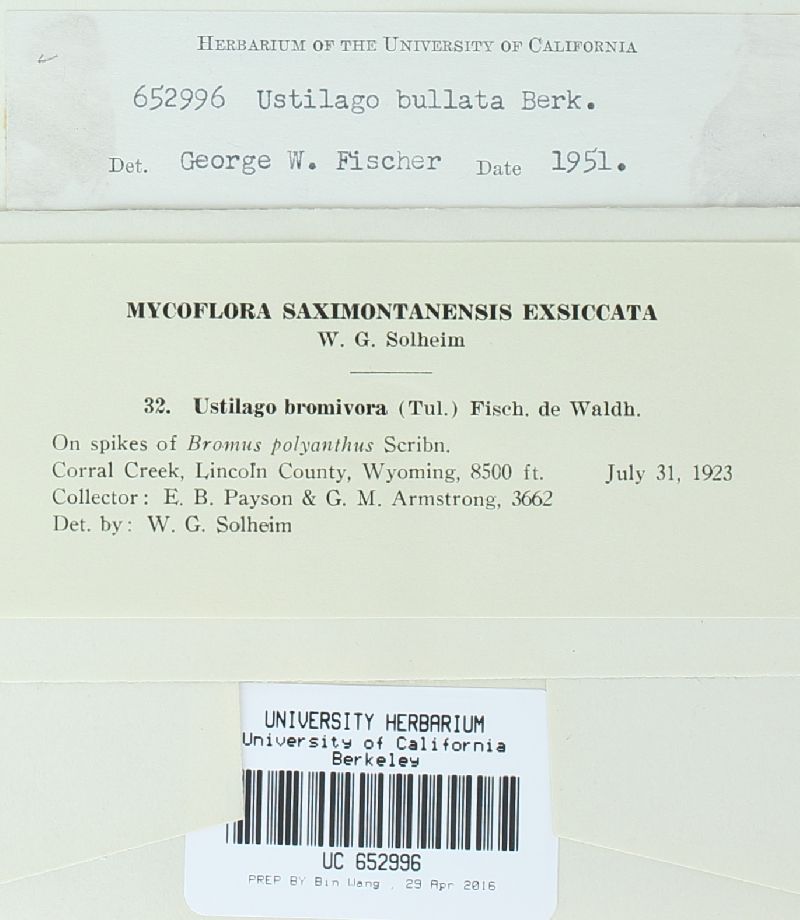 HERBARIUM OF THE UNIVERSITY OF CALIFORNIA
652996 Ustilago bullata Berk.
Det. George W. Fischer Date 1951.
MYCOFLORA SAXIMONTANENSIS EXSICCATA
W. G. Solheim
32. Ustilago bromivora (Tul.) Fisch. de Waldh.
On spikes of Bromus polyanthus Scribn.
Corral Creek, Lincoln County, Wyoming, 8500 ft. July 31, 1923
Collector: E. B. Payson & G. M. Armstrong, 3662
Det. by: W. G. Solheim
UNIVERSITY HERBARIUM
University of California
Berkeley
UC 652996
PREP BY Bin Wang , 29 Apr 2016